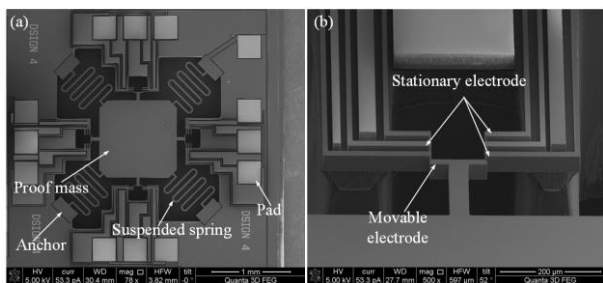 (a)
DSIGN 4
DSIGN 4
Proof mass
Anchor
Suspended spring
Pad
DSIGN 4
HV curr WD mag HFW tilt
5.00 kV 53.3 pA 30.4 mm 78 x 3.82 mm -0 °
1 mm
Quanta 3D FEG
(b)
Stationary electrode
Movable
electrode
HV curr WD mag HFW tilt
5.00 kV 53.3 pA 27.7 mm 500 x 597 µm 52 °
200 µm
Quanta 3D FEG